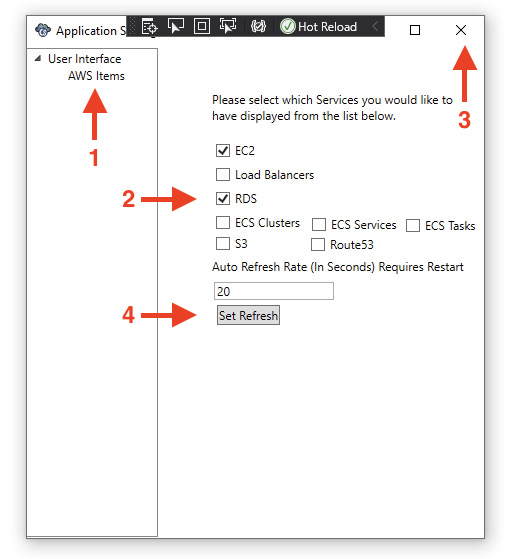 Application S
Hot Reload
User Interface
AWS Items
1
3
Please select which Services you would like to
have displayed from the list below.
EC2
Load Balancers
2
RDS
ECS Clusters ECS Services ECS Tasks
S3 Route53
Auto Refresh Rate (In Seconds) Requires Restart
20
4
Set Refresh